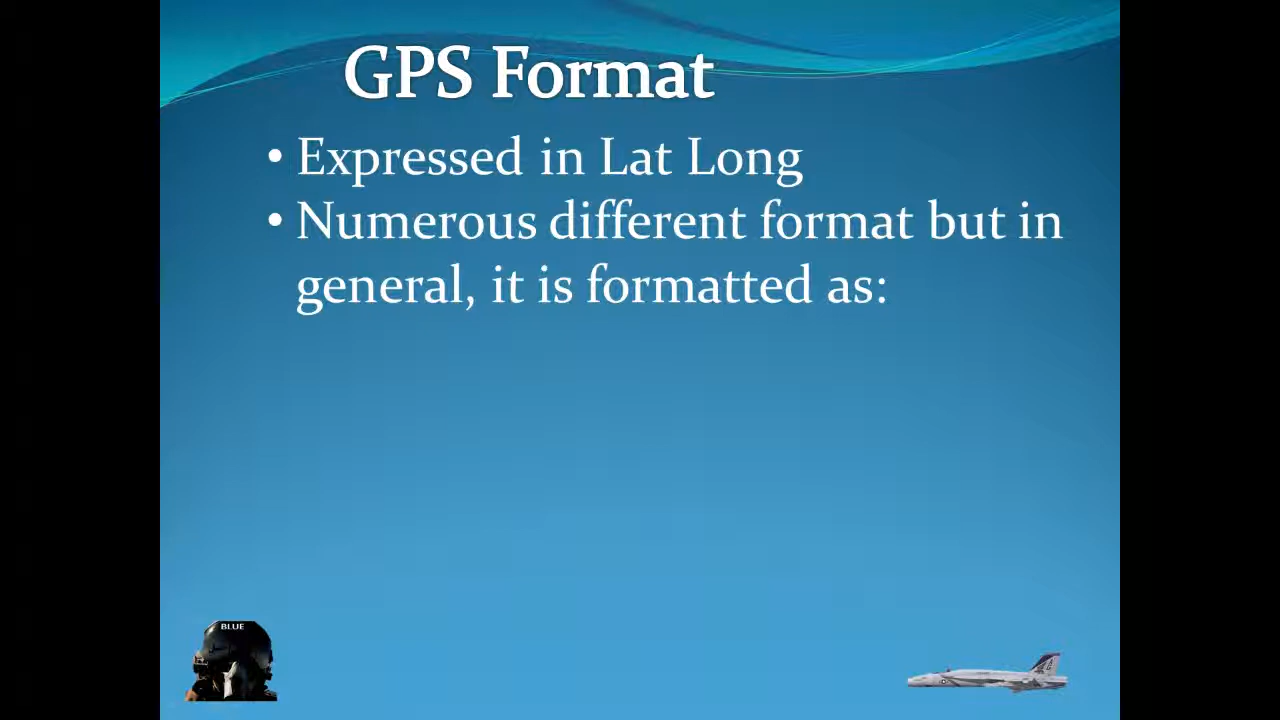 GPS Format
• Expressed in Lat Long
• Numerous different format but in
general, it is formatted as:
BLUE